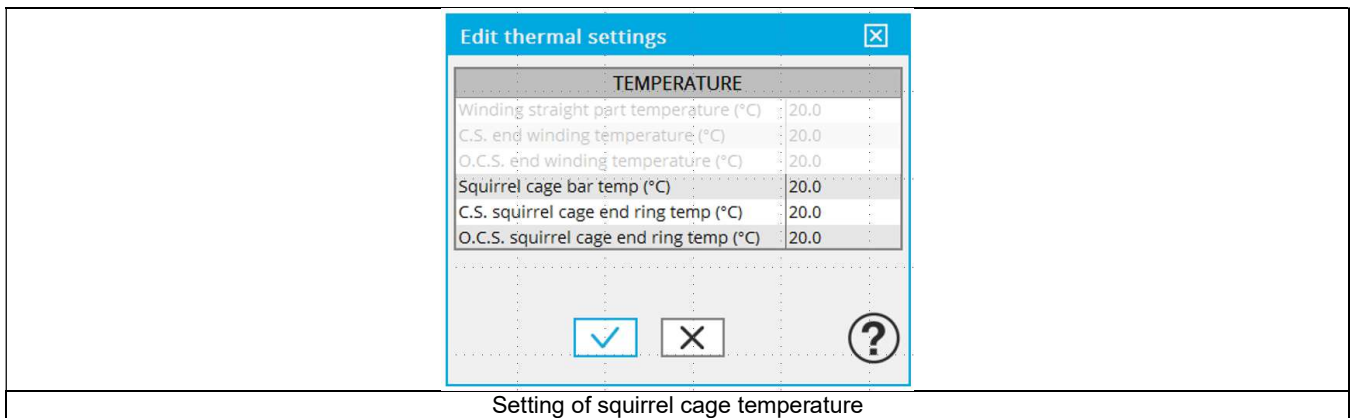 Edit thermal settings
TEMPERATURE
Winding straight part temperature (°C) 20.0
C.S. end winding temperature (°C) 20.0
O.C.S. end winding temperature (°C) 20.0
Squirrel cage bar temp (°C) 20.0
C.S. squirrel cage end ring temp (°C) 20.0
O.C.S. squirrel cage end ring temp (°C) 20.0
?
Setting of squirrel cage temperature